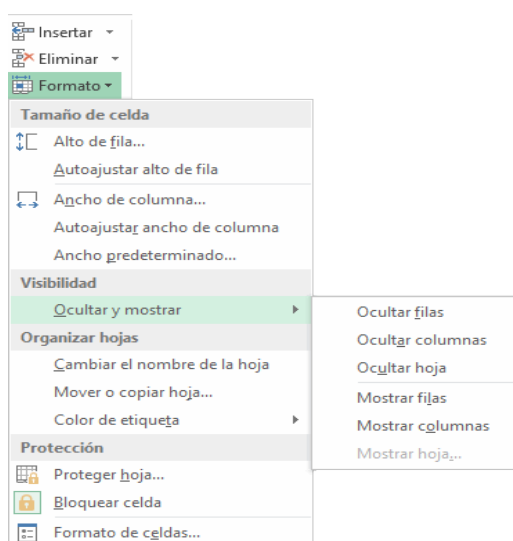 Insertar
Eliminar
Formato
Tamaño de celda
Alto de fila...
Autoajustar alto de fila
Ancho de columna...
Autoajustar ancho de columna
Ancho predeterminado...
Visibilidad
Ocultar y mostrar
Ocultar filas
Ocultar columnas
Ocultar hoja
Mostrar filas
Mostrar columnas
Mostrar hoja...
Organizar hojas
Cambiar el nombre de la hoja
Mover o copiar hoja...
Color de etiqueta
Protección
Proteger hoja...
Bloquear celda
Formato de celdas...